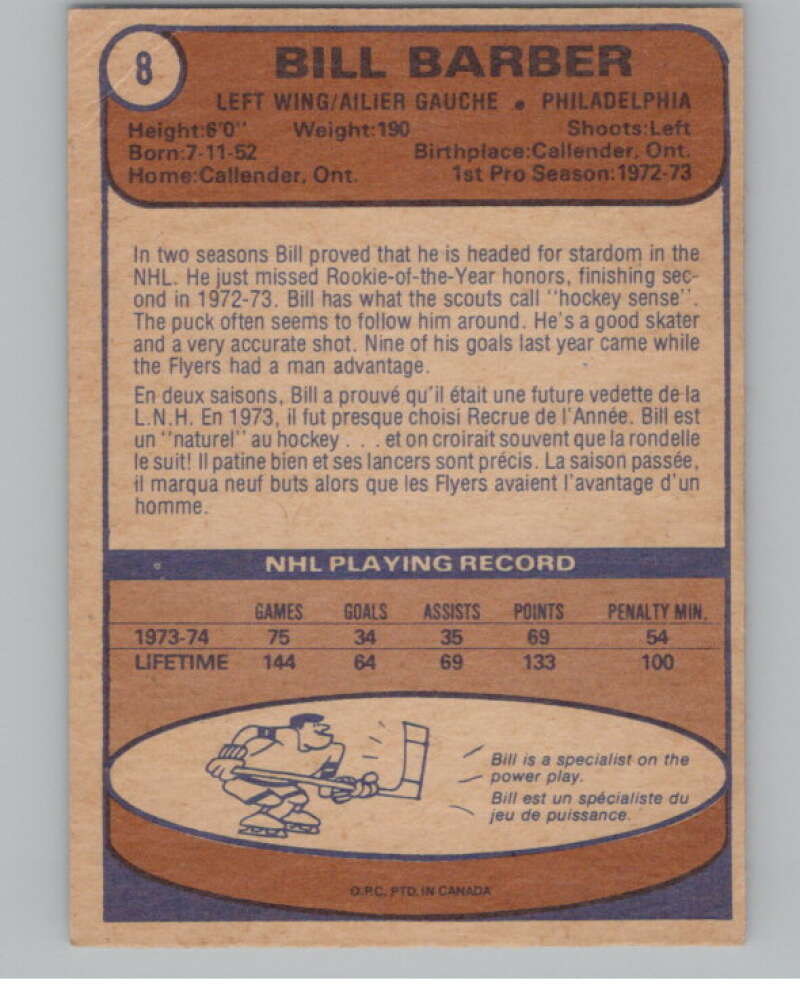 8
BILL BARBER
LEFT WING/AILIER GAUCHE • PHILADELPHIA
Height:6'0" Weight:190 Shoots:Left
Born:7-11-52 Birthplace:Callender, Ont.
Home:Callender, Ont. 1st Pro Season:1972-73
In two seasons Bill proved that he is headed for stardom in the
NHL. He just missed Rookie-of-the-Year honors, finishing sec-
ond in 1972-73. Bill has what the scouts call "hockey sense".
The puck often seems to follow him around. He's a good skater
and a very accurate shot. Nine of his goals last year came while
the Flyers had a man advantage.
En deux saisons, Bill a prouvé qu'il était une future vedette de la
L.N.H. En 1973, il fut presque choisi Recrue de l'Année. Bill est
un "naturel" au hockey . . . et on croirait souvent que la rondelle
le suit! Il patine bien et ses lancers sont précis. La saison passée,
il marqua neuf buts alors que les Flyers avaient l'avantage d'un
homme.
NHL PLAYING RECORD
GAMES GOALS ASSISTS POINTS PENALTY MIN.
1973-74 75 34 35 69 54
LIFETIME 144 64 69 133 100
Bill is a specialist on the
power play.
Bill est un spécialiste du
jeu de puissance.
O.P.C. PTD. IN CANADA